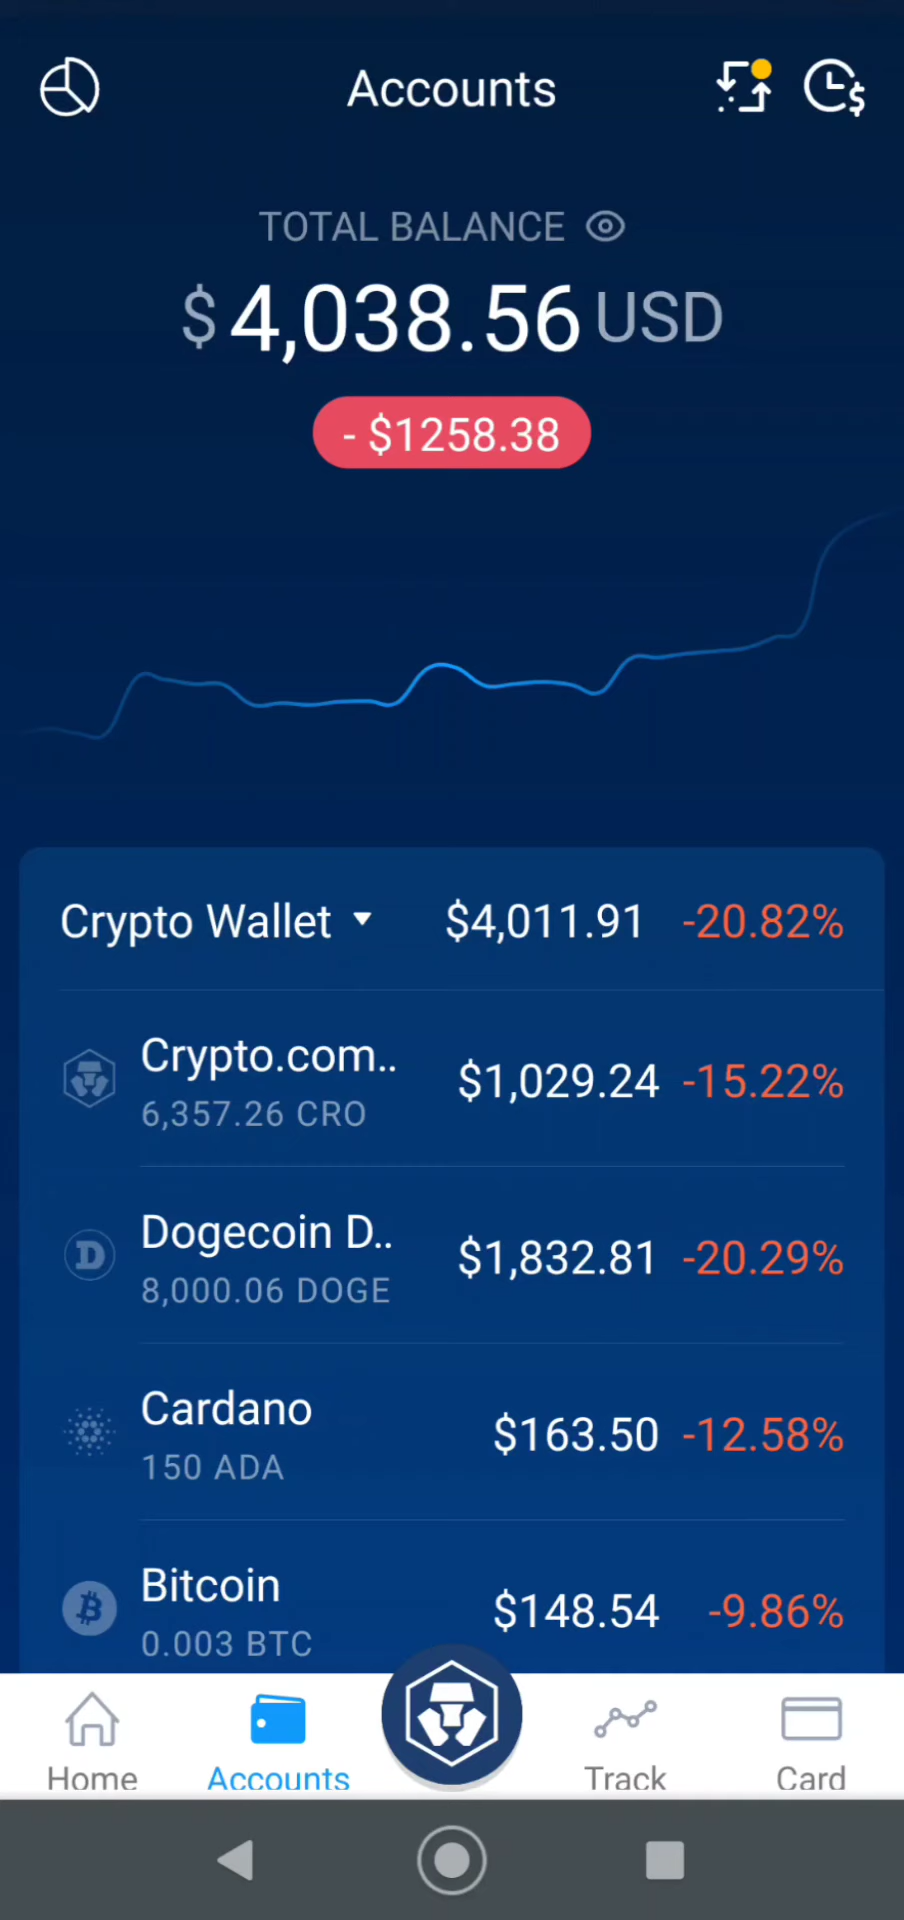 Accounts
TOTAL BALANCE
$4,038.56 USD
- $1258.38
Crypto Wallet $4,011.91 -20.82%
Crypto.com..
$1,029.24 -15.22%
6,357.26 CRO
Dogecoin D..
$1,832.81 -20.29%
8,000.06 DOGE
Cardano
$163.50 -12.58%
150 ADA
Bitcoin
$148.54 -9.86%
0.003 BTC
Home Accounts Track Card